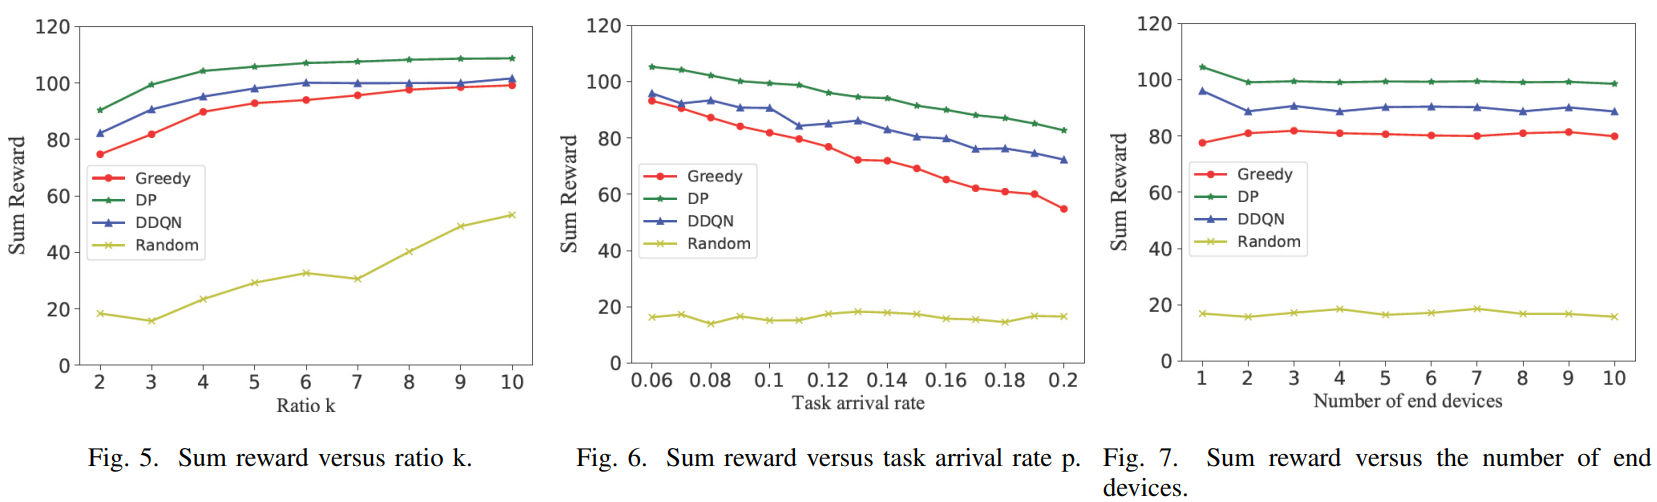 120
100
80
60
40
20
0
Sum Reward
Greedy
DP
DDQN
Random
2 3 4 5 6 7 8 9 10
Ratio k
Fig. 5. Sum reward versus ratio k.
120
100
80
60
40
20
0
Sum Reward
Greedy
DP
DDQN
Random
0.06 0.08 0.1 0.12 0.14 0.16 0.18 0.2
Task arrival rate
Fig. 6. Sum reward versus task arrival rate p.
120
100
80
60
40
20
0
Sum Reward
Greedy
DP
DDQN
Random
1 2 3 4 5 6 7 8 9 10
Number of end devices
Fig. 7. Sum reward versus the number of end
devices.